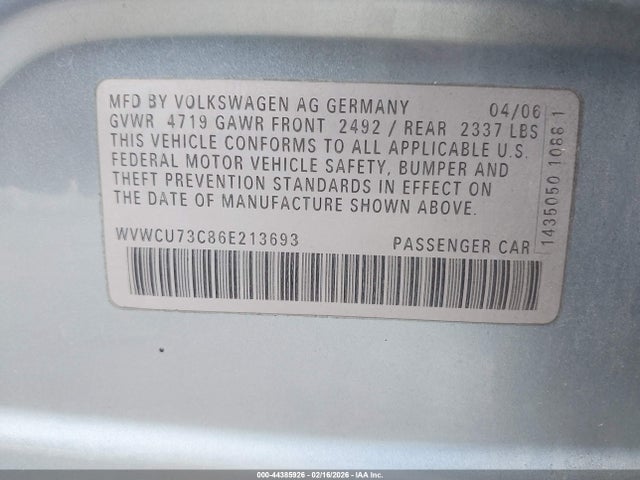 MFD BY VOLKSWAGEN AG GERMANY 04/06
GVWR 4719 GAWR FRONT 2492 / REAR 2337 LBS
THIS VEHICLE CONFORMS TO ALL APPLICABLE U.S.
FEDERAL MOTOR VEHICLE SAFETY, BUMPER AND
THEFT PREVENTION STANDARDS IN EFFECT ON
THE DATE OF MANUFACTURE SHOWN ABOVE.
WVWCU73C86E213693 PASSENGER CAR
1435050 1088 1
000-44385926 - 02/16/2026 - IAA Inc.